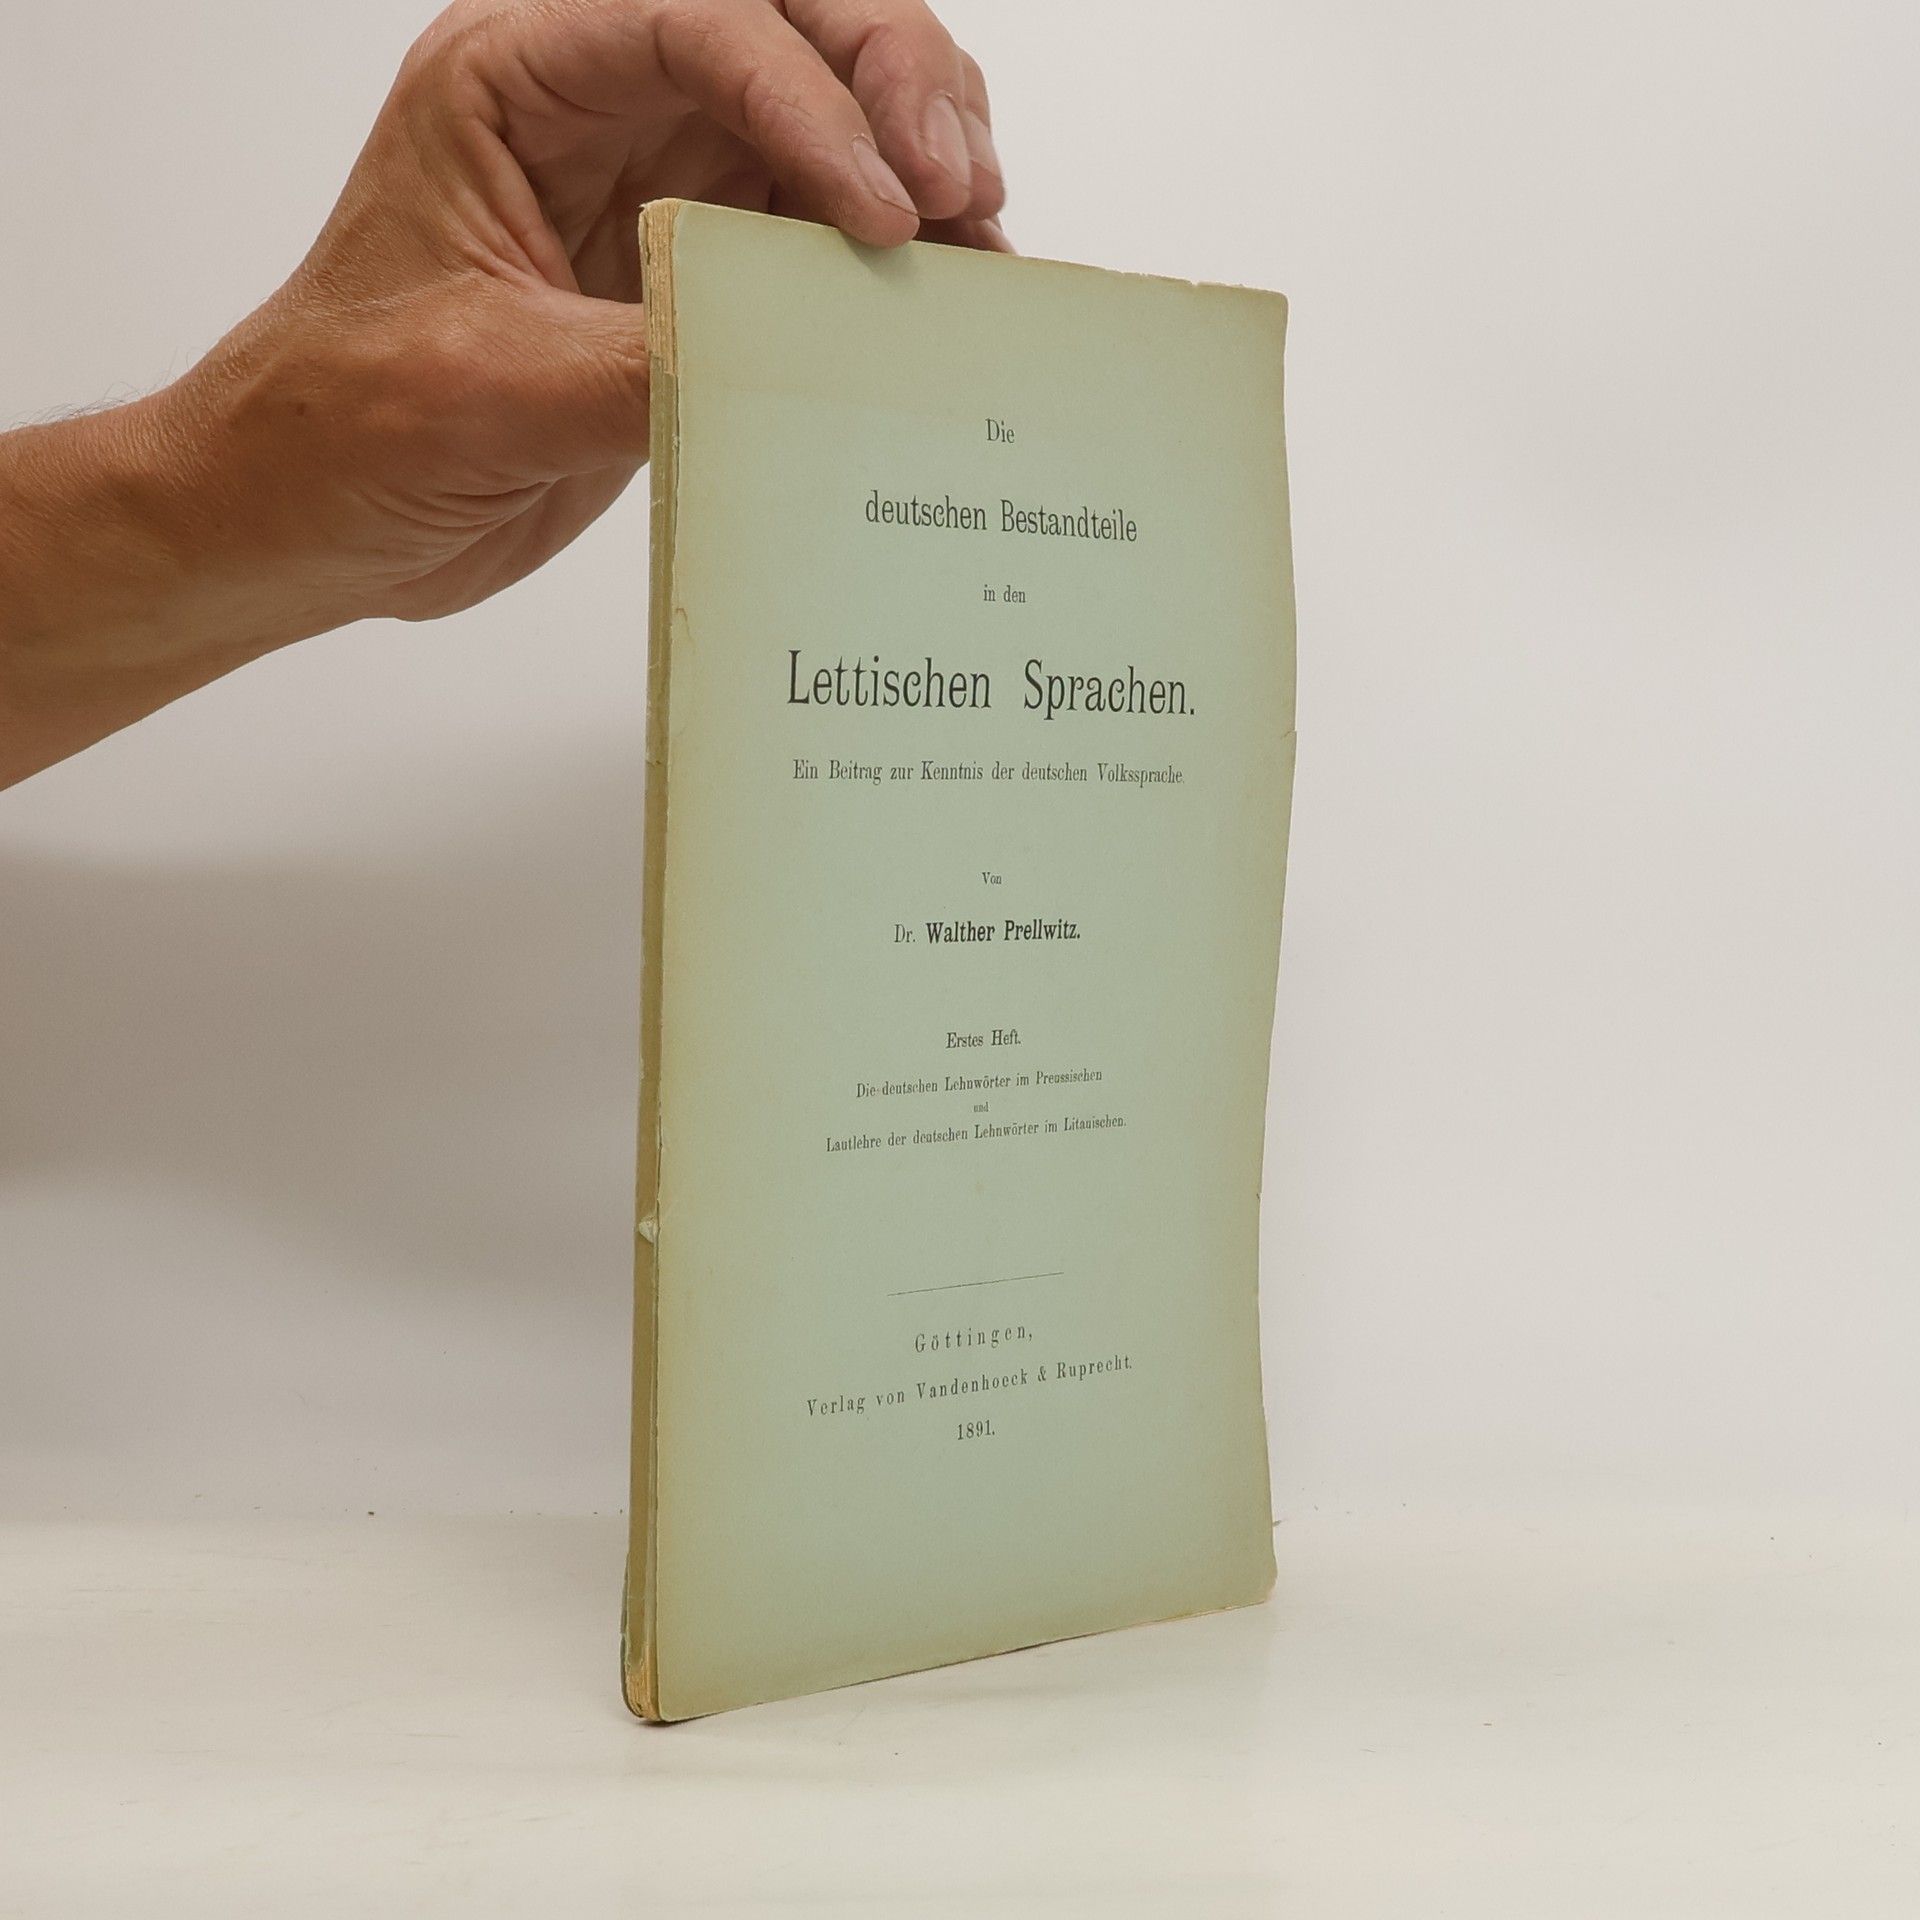 Die
deutschen Bestandteile
in den
Lettischen Sprachen.
Ein Beitrag zur Kenntnis der deutschen Volkssprache.
Von
Dr. Walther Prellwitz.
Erstes Heft.
Die deutschen Lehnwörter im Preussischen
und
Lautlehre der deutschen Lehnwörter im Litauischen.
Göttingen,
Verlag von Vandenhoeck & Ruprecht.
1891.